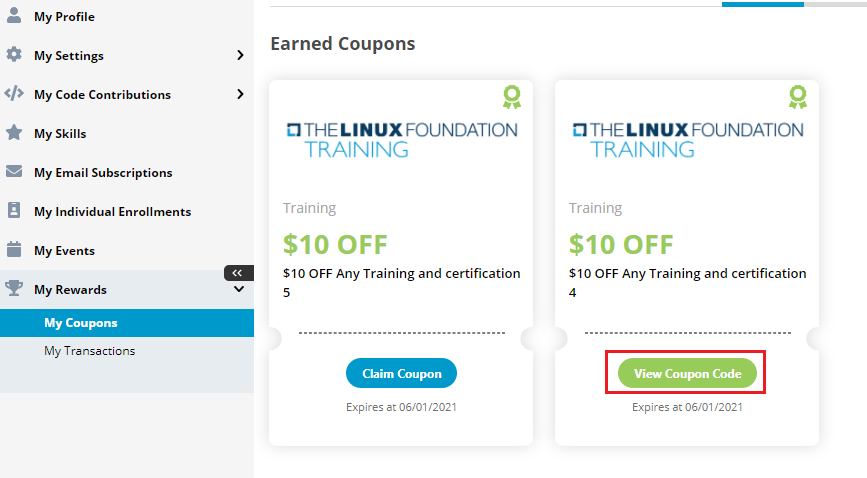 My Profile
My Settings
My Code Contributions
My Skills
My Email Subscriptions
My Individual Enrollments
My Events
My Rewards
My Coupons
My Transactions
Earned Coupons
THE LINUX FOUNDATION
TRAINING
Training
$10 OFF
$10 OFF Any Training and certification
5
Claim Coupon
Expires at 06/01/2021
THE LINUX FOUNDATION
TRAINING
Training
$10 OFF
$10 OFF Any Training and certification
4
View Coupon Code
Expires at 06/01/2021